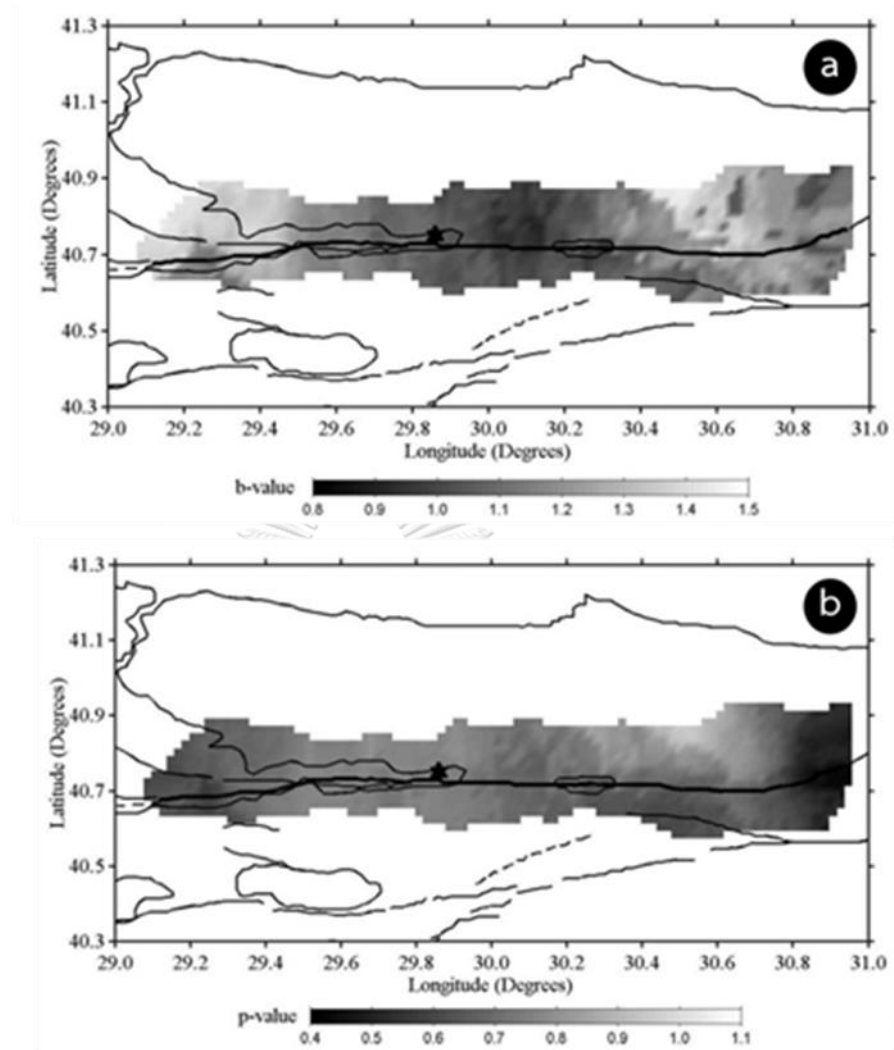 41.3
a
41.1
40.9
40.7
40.5
40.3
Latitude (Degrees)
29.0 29.2 29.4 29.6 29.8 30.0 30.2 30.4 30.6 30.8 31.0
Longitude (Degrees)
b-value
0.8 0.9 1.0 1.1 1.2 1.3 1.4 1.5
41.3
b
41.1
40.9
40.7
40.5
40.3
Latitude (Degrees)
29.0 29.2 29.4 29.6 29.8 30.0 30.2 30.4 30.6 30.8 31.0
Longitude (Degrees)
p-value
0.4 0.5 0.6 0.7 0.8 0.9 1.0 1.1